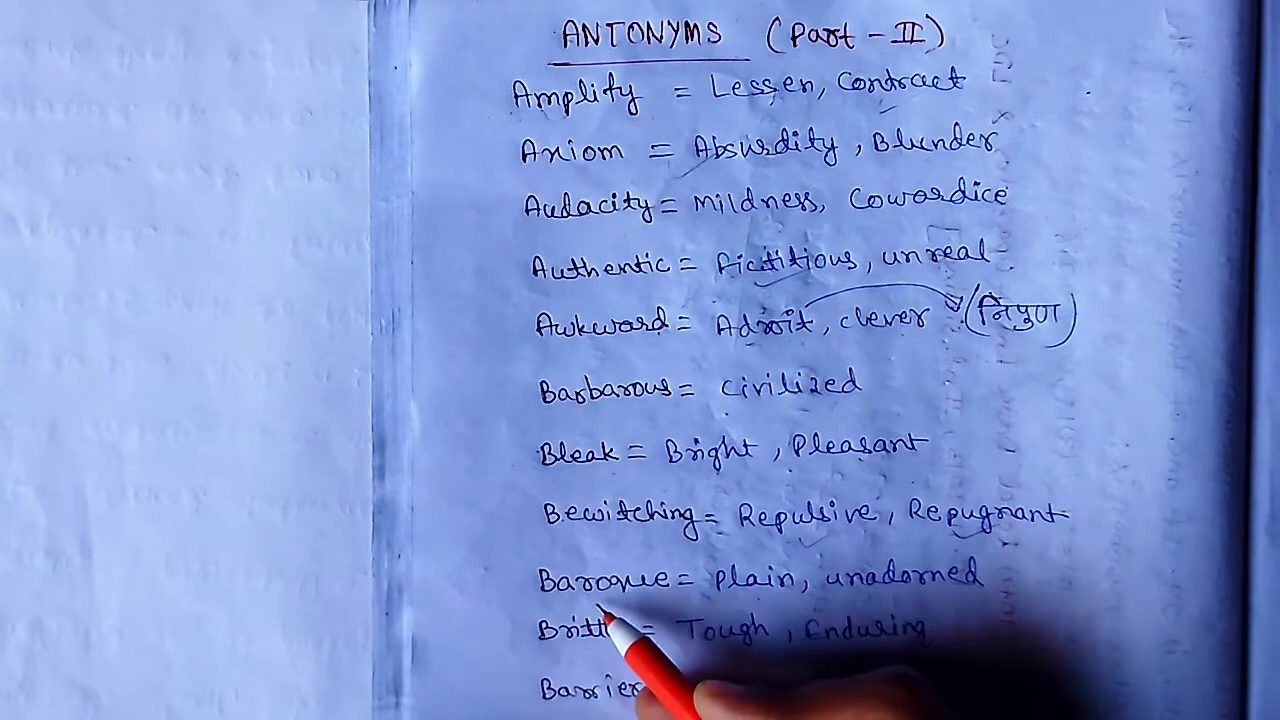 ANTONYMS (Part - II)
Amplify = Lessen, Contract
Axiom = Absurdity, Blunder
Audacity = Mildness, Cowardice
Authentic = fictitious, unreal
Awkward = Adroit, clever (निपुण)
Barbarous = Civilized
Bleak = Bright, Pleasant
Bewitching = Repulsive, Repugnant
Baroque = Plain, unadorned
= Tough, Enduring
Barrier